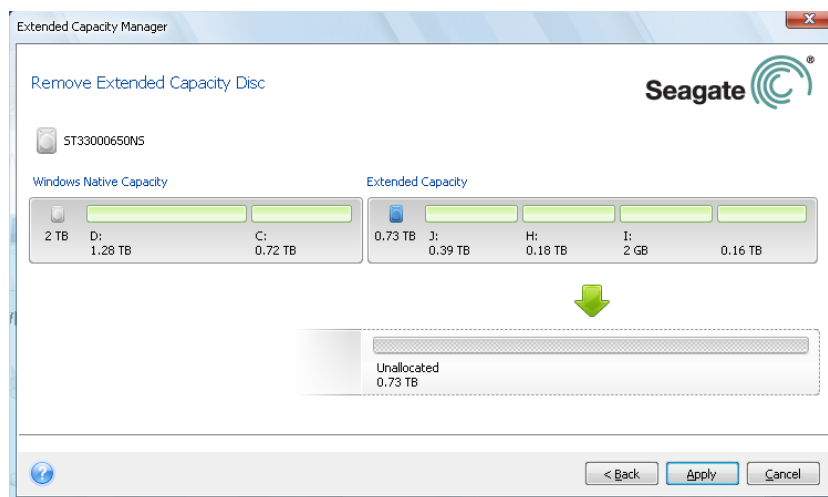 Extended Capacity Manager
Remove Extended Capacity Disc
Seagate
ST33000650NS
Windows Native Capacity
Extended Capacity
2 TB D: C:
1.28 TB 0.72 TB
0.73 TB J: H: I:
0.39 TB 0.18 TB 2 GB 0.16 TB
Unallocated
0.73 TB
< Back Apply Cancel